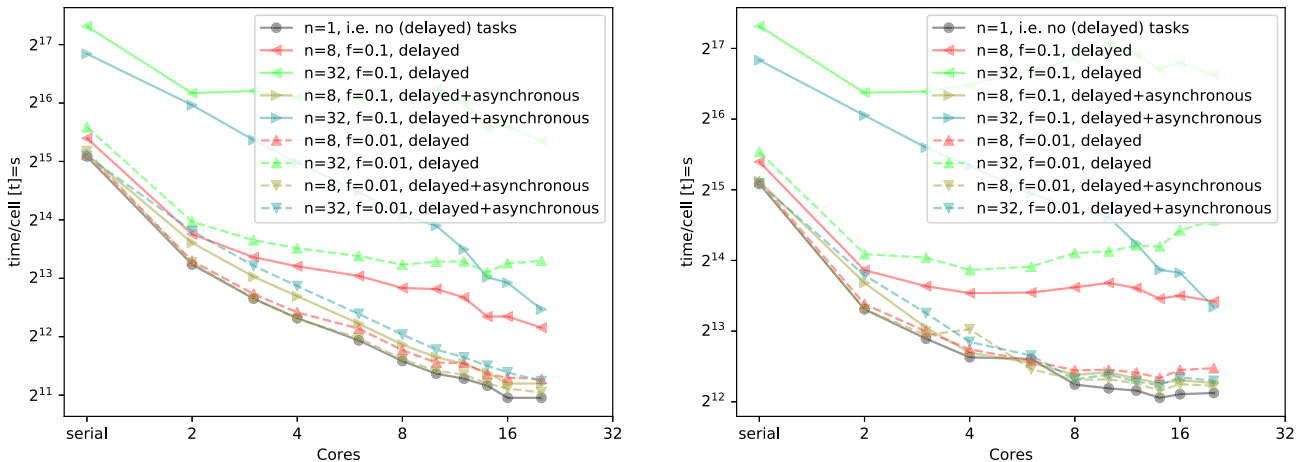 n=1, i.e. no (delayed) tasks
n=8, f=0.1, delayed
n=32, f=0.1, delayed
n=8, f=0.1, delayed+asynchronous
n=32, f=0.1, delayed+asynchronous
n=8, f=0.01, delayed
n=32, f=0.01, delayed
n=8, f=0.01, delayed+asynchronous
n=32, f=0.01, delayed+asynchronous
time/cell [t]=s
2^17
2^16
2^15
2^14
2^13
2^12
2^11
serial 2 4 8 16 32
Cores
n=1, i.e. no (delayed) tasks
n=8, f=0.1, delayed
n=32, f=0.1, delayed
n=8, f=0.1, delayed+asynchronous
n=32, f=0.1, delayed+asynchronous
n=8, f=0.01, delayed
n=32, f=0.01, delayed
n=8, f=0.01, delayed+asynchronous
n=32, f=0.01, delayed+asynchronous
time/cell [t]=s
2^17
2^16
2^15
2^14
2^13
2^12
serial 2 4 8 16 32
Cores